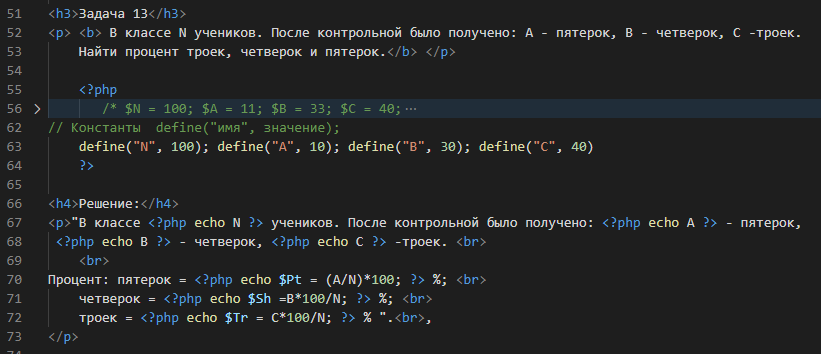 51 <h3>Задача 13</h3>
52 <p> <b> В классе N учеников. После контрольной было получено: А - пятерок, В - четверок, С -троек.
53 Найти процент троек, четверок и пятерок.</b> </p>
54
55 <?php
56 /* $N = 100; $A = 11; $B = 33; $C = 40;…
62 // Константы  define("имя", значение);
63 define("N", 100); define("A", 10); define("B", 30); define("C", 40)
64 ?>
65
66 <h4>Решение:</h4>
67 <p>"В классе <?php echo N ?> учеников. После контрольной было получено: <?php echo A ?> - пятерок,
68 <?php echo B ?> - четверок, <?php echo C ?> -троек. <br>
69 <br>
70 Процент: пятерок = <?php echo $Pt = (A/N)*100; ?> %; <br>
71 четверок = <?php echo $Sh =B*100/N; ?> %; <br>
72 троек = <?php echo $Tr = C*100/N; ?> % ".<br>,
73 </p>